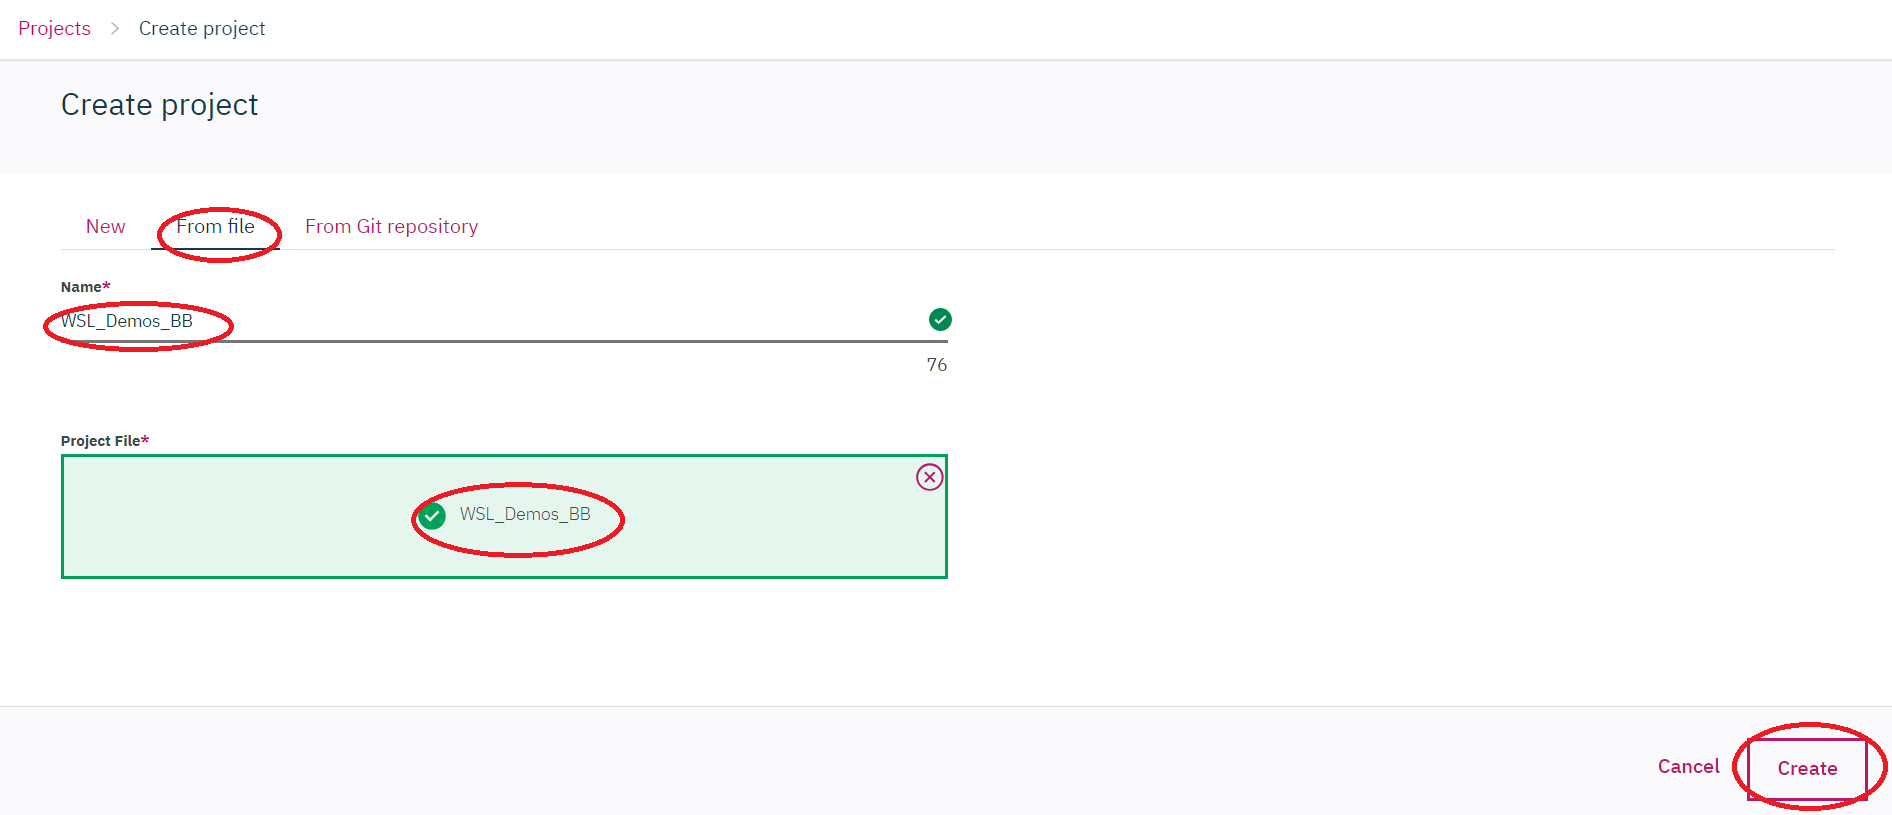 Projects > Create project
Create project
New From file From Git repository
Name*
WSL_Demos_BB
76
Project File*
WSL_Demos_BB
Cancel Create